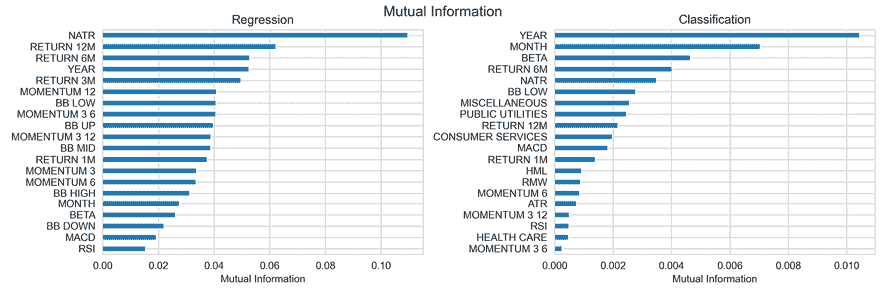 Mutual Information
Regression
NATR
RETURN 12M
RETURN 6M
YEAR
RETURN 3M
MOMENTUM 12
BB LOW
MOMENTUM 3 6
BB UP
MOMENTUM 3 12
BB MID
RETURN 1M
MOMENTUM 3
MOMENTUM 6
BB HIGH
MONTH
BETA
BB DOWN
MACD
RSI
0.00 0.02 0.04 0.06 0.08 0.10
Mutual Information
Classification
YEAR
MONTH
BETA
RETURN 6M
NATR
BB LOW
MISCELLANEOUS
PUBLIC UTILITIES
RETURN 12M
CONSUMER SERVICES
MACD
RETURN 1M
HML
RMW
MOMENTUM 6
ATR
MOMENTUM 3 12
RSI
HEALTH CARE
MOMENTUM 3 6
0.000 0.002 0.004 0.006 0.008 0.010
Mutual Information